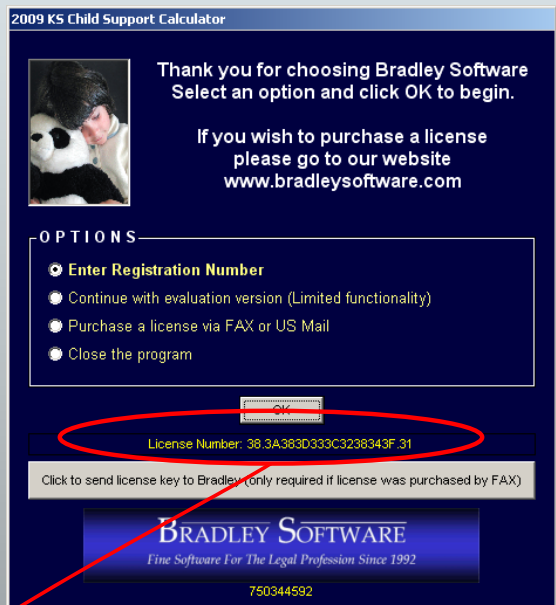 2009 KS Child Support Calculator
Thank you for choosing Bradley Software
Select an option and click OK to begin.
If you wish to purchase a license
please go to our website
www.bradleysoftware.com
OPTIONS
Enter Registration Number
Continue with evaluation version (Limited functionality)
Purchase a license via FAX or US Mail
Close the program
OK
License Number: 38.3A383D333C3238343F.31
Click to send license key to Bradley (only required if license was purchased by FAX)
BRADLEY SOFTWARE
Fine Software For The Legal Profession Since 1992
750344592